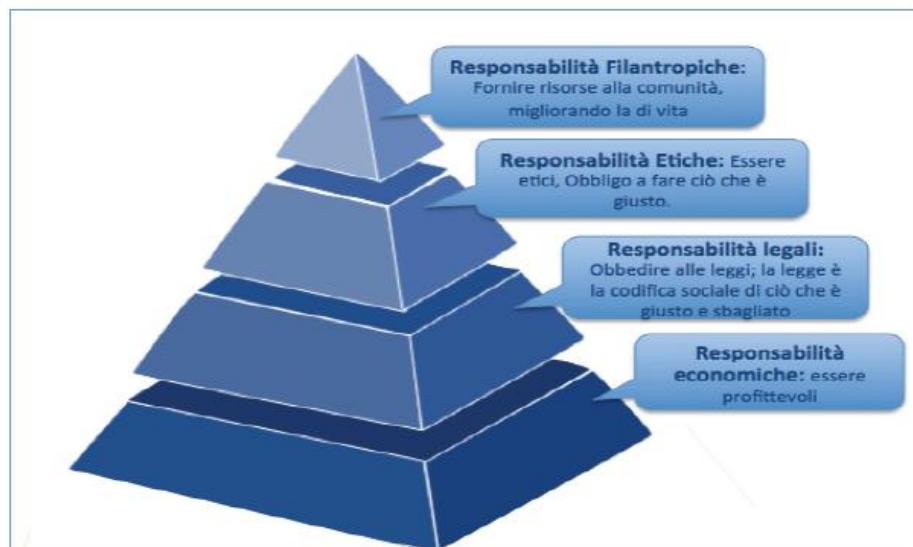 Responsabilità Filantropiche:
Fornire risorse alla comunità,
migliorando la di vita
Responsabilità Etiche: Essere
etici, Obbligo a fare ciò che è
giusto.
Responsabilità legali:
Obbedire alle leggi; la legge è
la codifica sociale di ciò che è
giusto e sbagliato
Responsabilità
economiche: essere
profittevoli